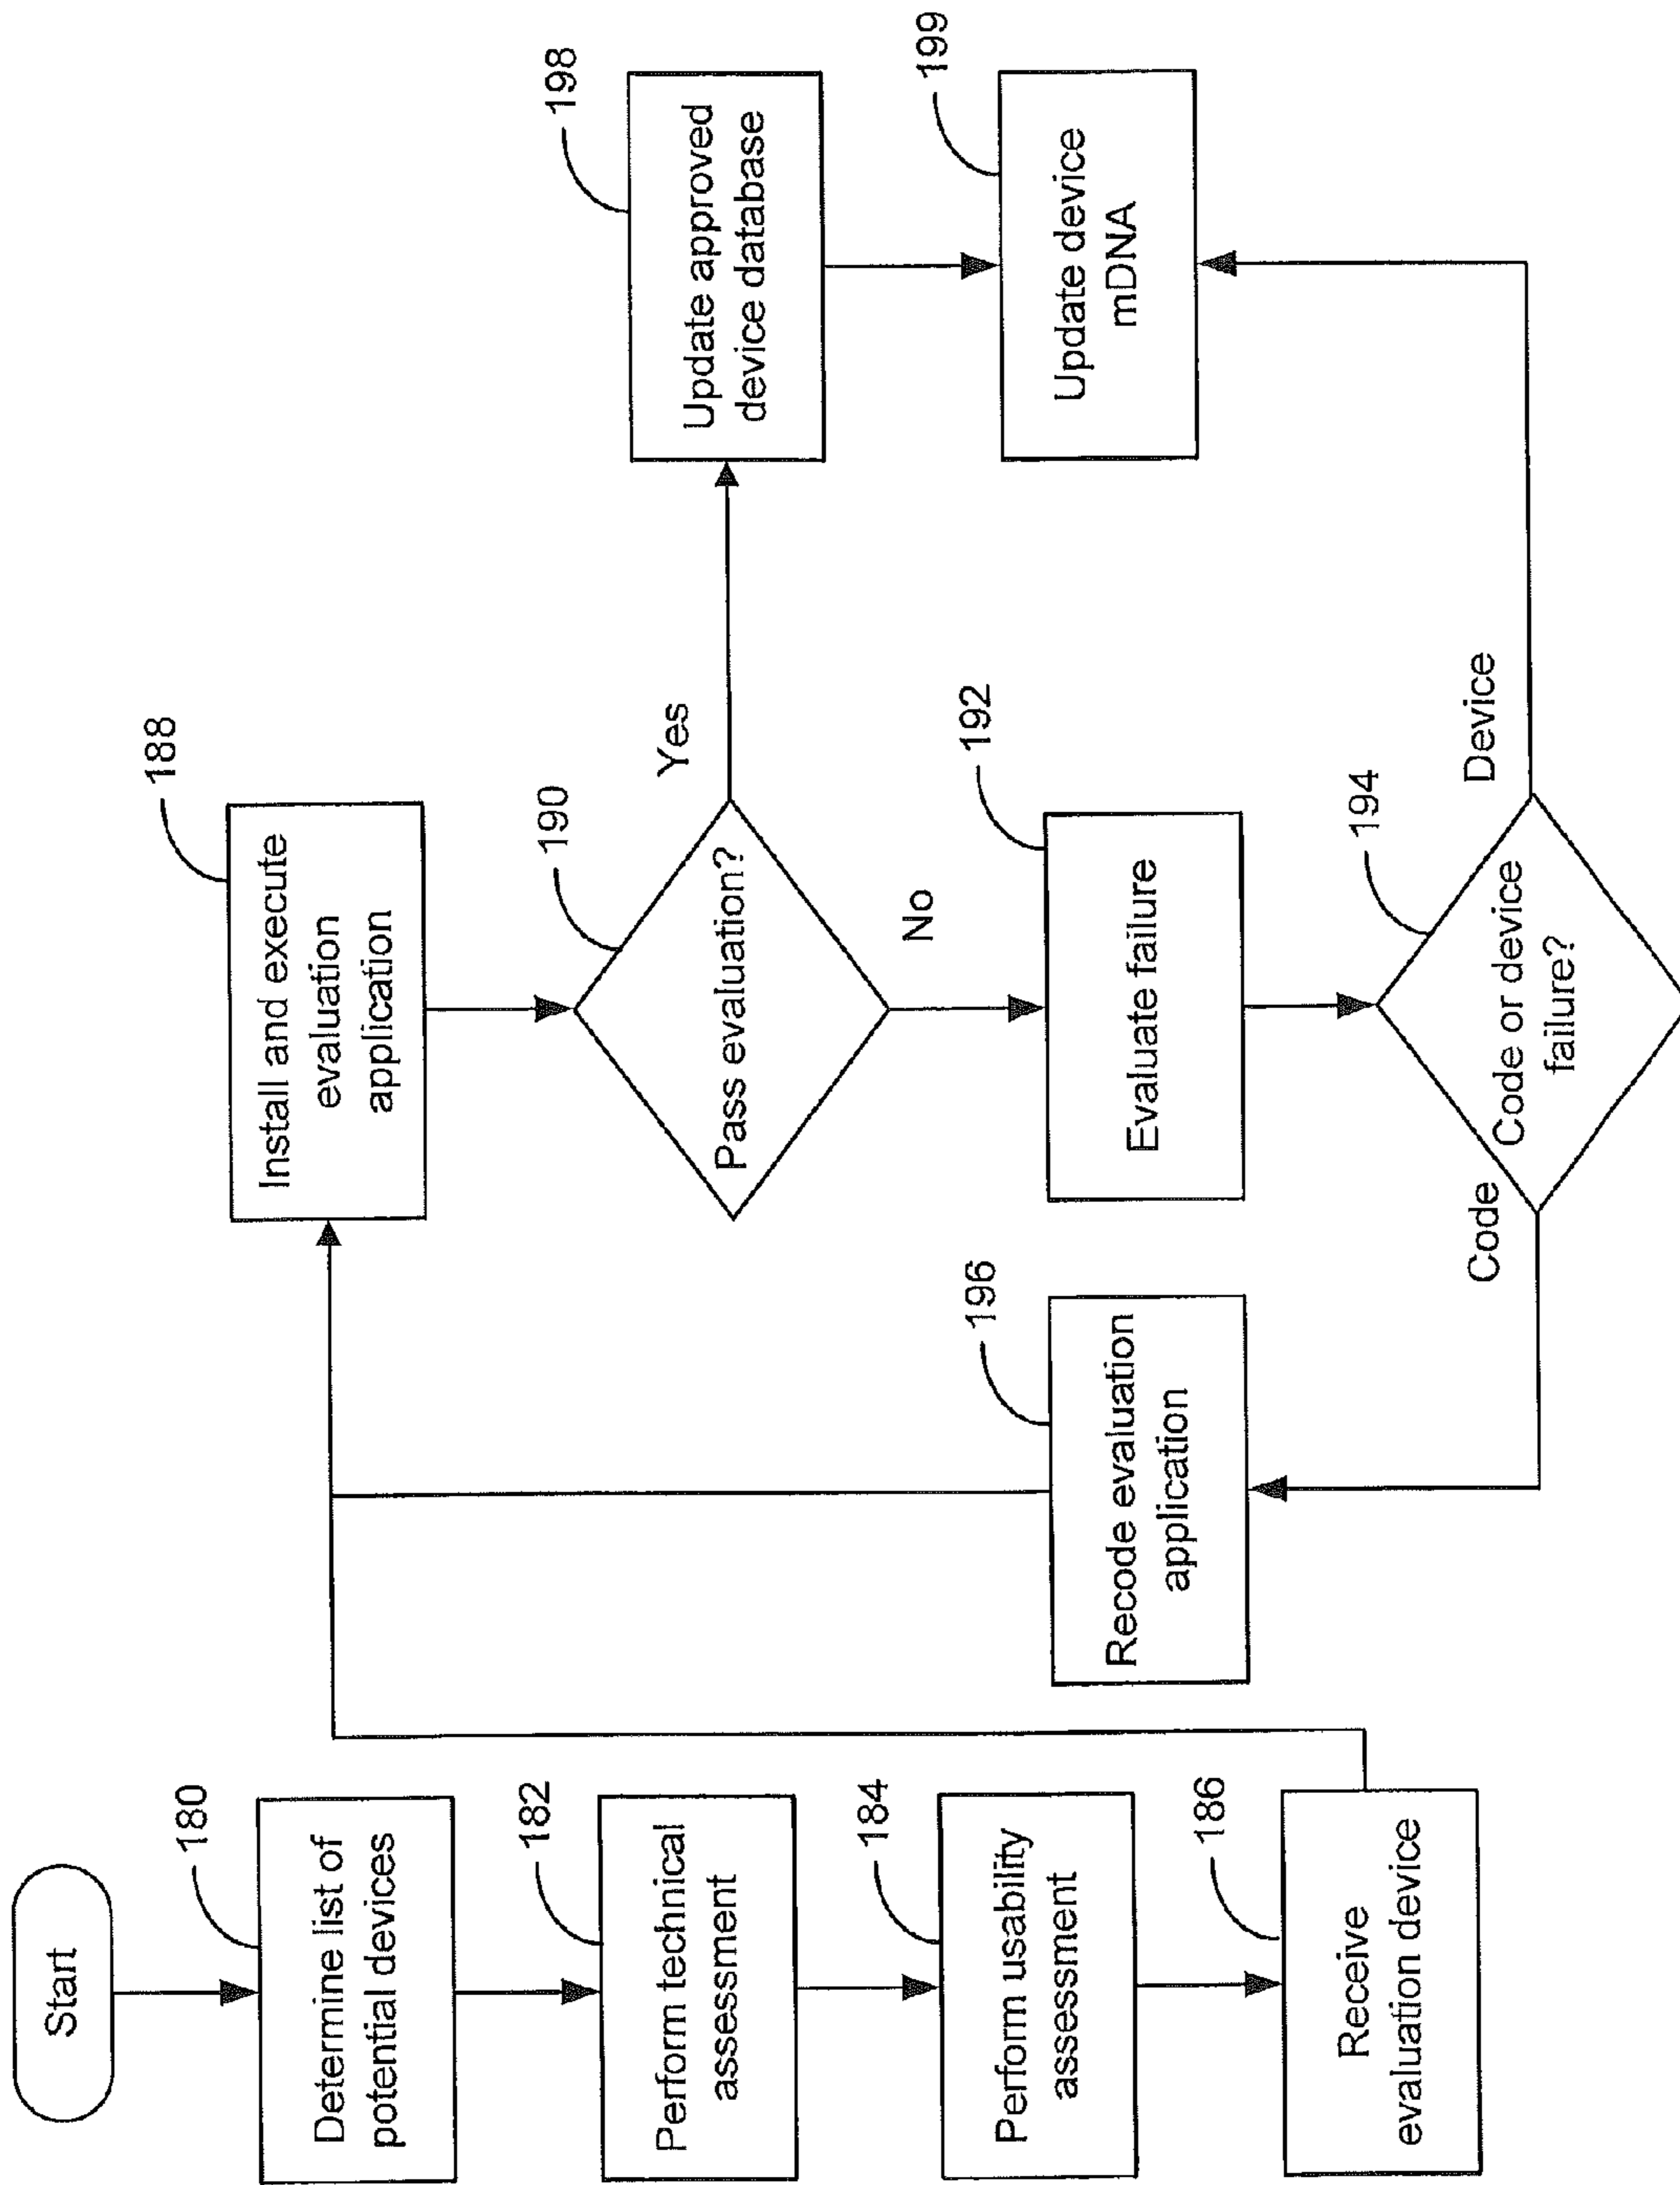 Start
180
Determine list of
potential devices
182
Perform technical
assessment
184
Perform usability
assessment
186
Receive
evaluation device
188
Install and execute
evaluation
application
190
Pass evaluation?
Yes
No
192
Evaluate failure
194
Code or device
failure?
Code
Device
196
Recode evaluation
application
198
Update approved
device database
199
Update device
mDNA